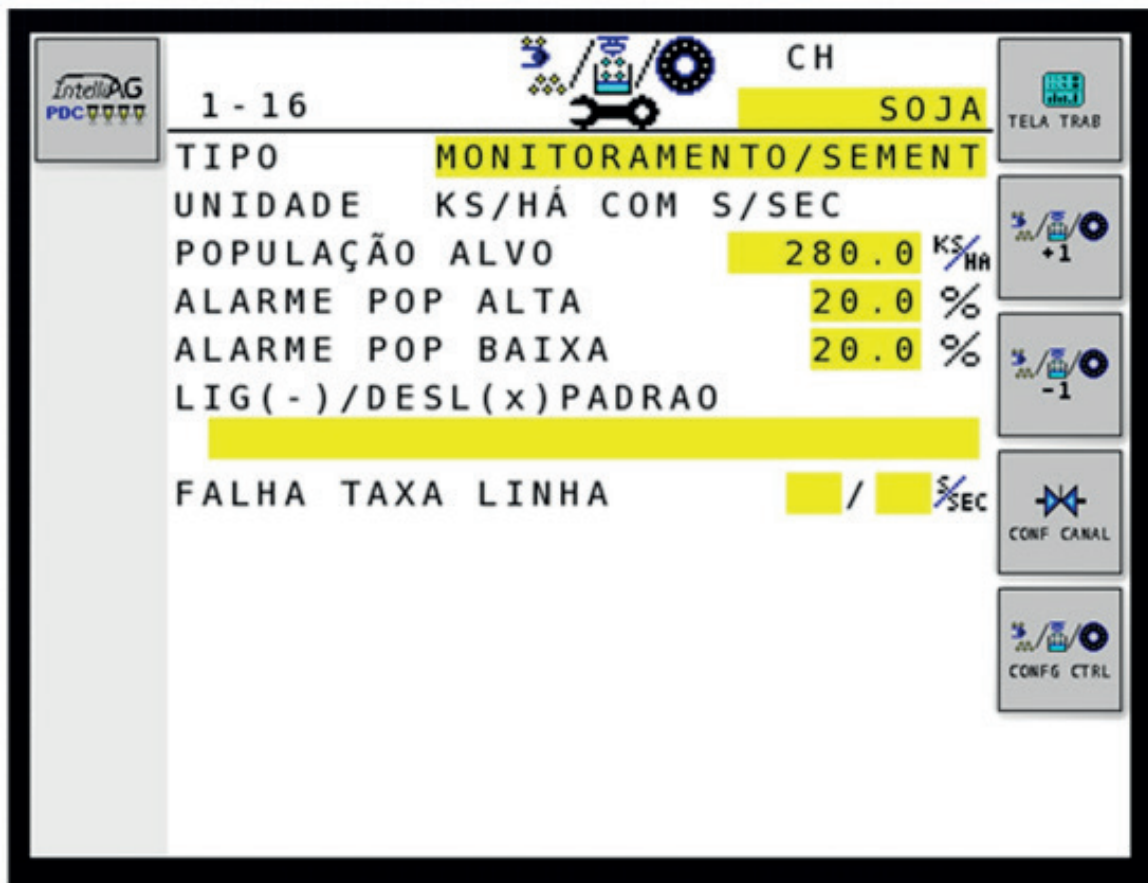 IntelliAG
PDC
1-16
CH
SOJA
TIPO MONITORAMENTO/SEMENT
UNIDADE KS/HÁ COM S/SEC
POPULAÇÃO ALVO 280.0 KS/HA
ALARME POP ALTA 20.0 %
ALARME POP BAIXA 20.0 %
LIG(-)/DESL(x)PADRAO
FALHA TAXA LINHA / S/SEC
TELA TRAB
+1
-1
CONF CANAL
CONFG CTRL